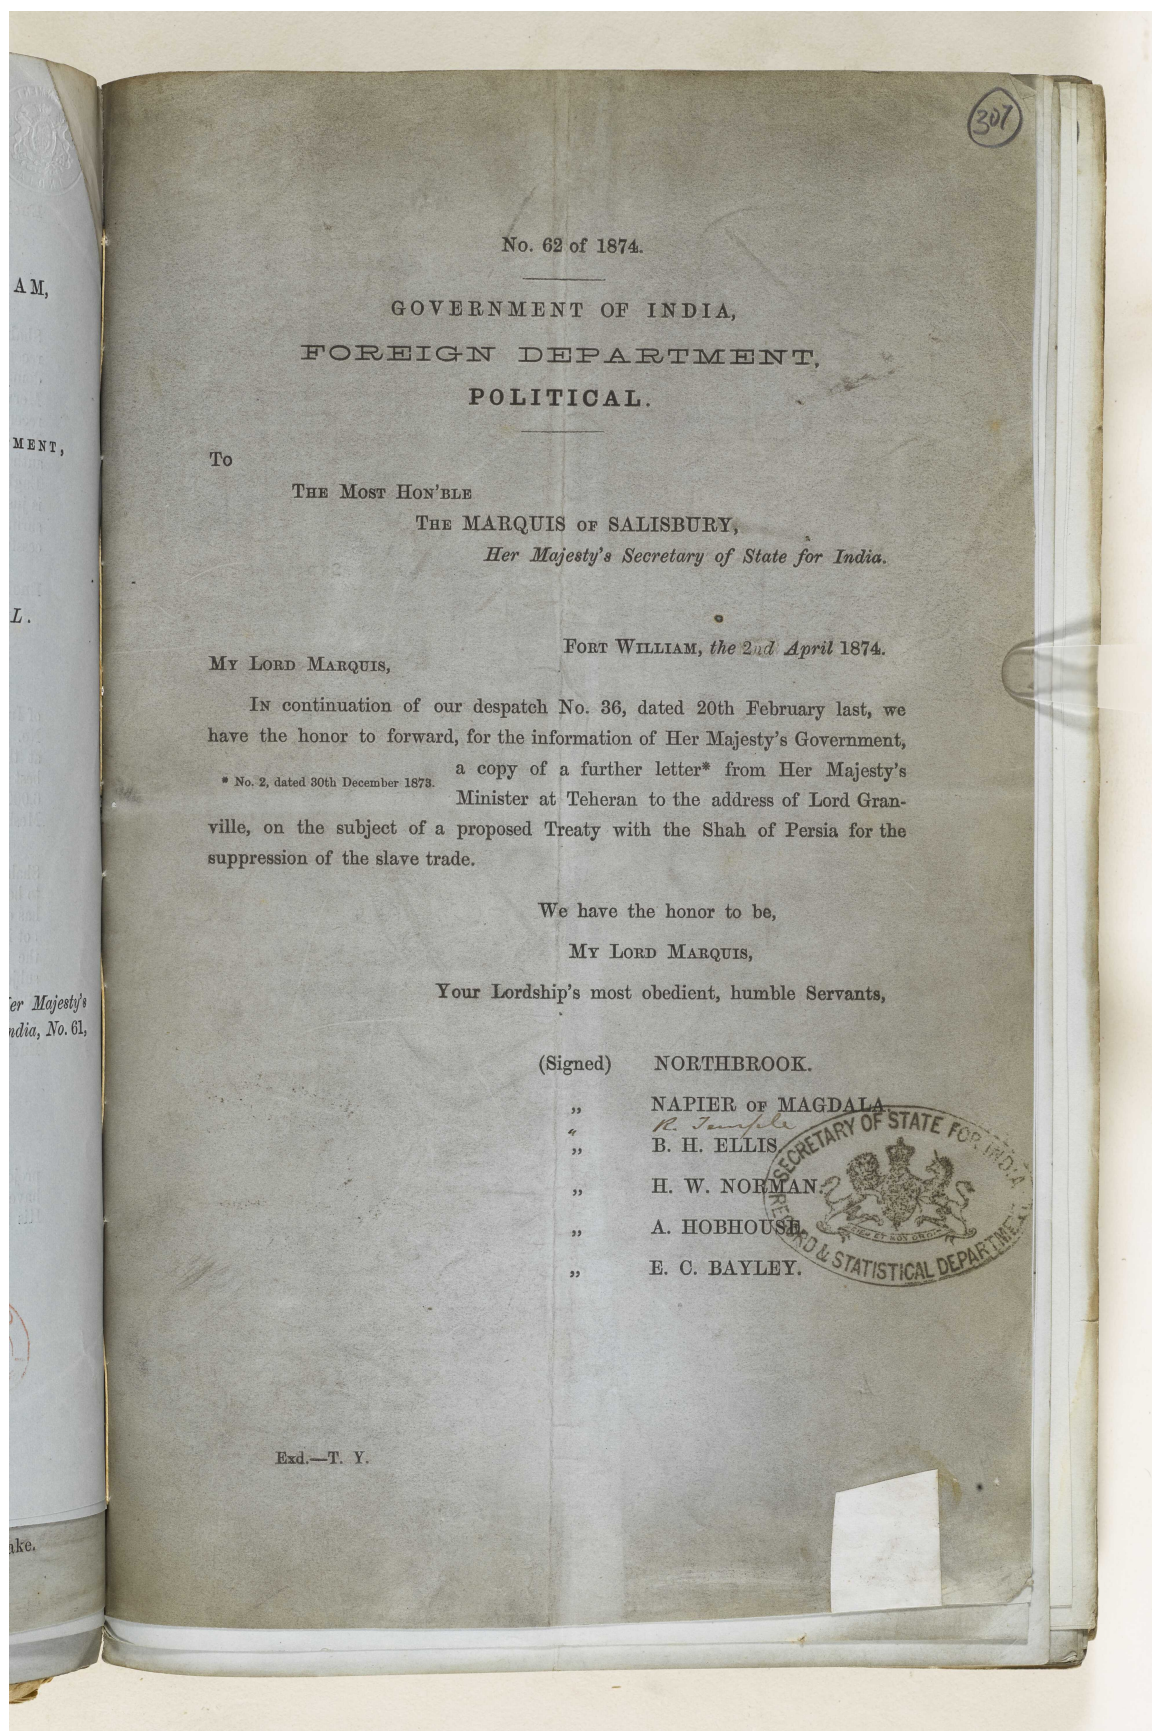 307
No. 62 of 1874.
GOVERNMENT OF INDIA,
FOREIGN DEPARTMENT,
POLITICAL.
To
THE MOST HON'BLE
THE MARQUIS OF SALISBURY,
Her Majesty's Secretary of State for India.
FORT WILLIAM, the 2nd April 1874.
MY LORD MARQUIS,
IN continuation of our despatch No. 36, dated 20th February last, we
have the honor to forward, for the information of Her Majesty's Government,
a copy of a further letter* from Her Majesty's
* No. 2, dated 30th December 1873.
Minister at Teheran to the address of Lord Gran-
ville, on the subject of a proposed Treaty with the Shah of Persia for the
suppression of the slave trade.
We have the honor to be,
MY LORD MARQUIS,
Your Lordship's most obedient, humble Servants,
(Signed) NORTHBROOK.
„ NAPIER OF MAGDALA.
„ R. Temple
„ B. H. ELLIS.
„ H. W. NORMAN.
„ A. HOBHOUSE.
„ E. C. BAYLEY.
SECRETARY OF STATE FOR INDIA
RECORD & STATISTICAL DEPARTMENT
DIEU ET MON DROIT
Exd.—T. Y.
AM,
MENT,
L.
er Majesty's
ndia, No. 61,
ake.